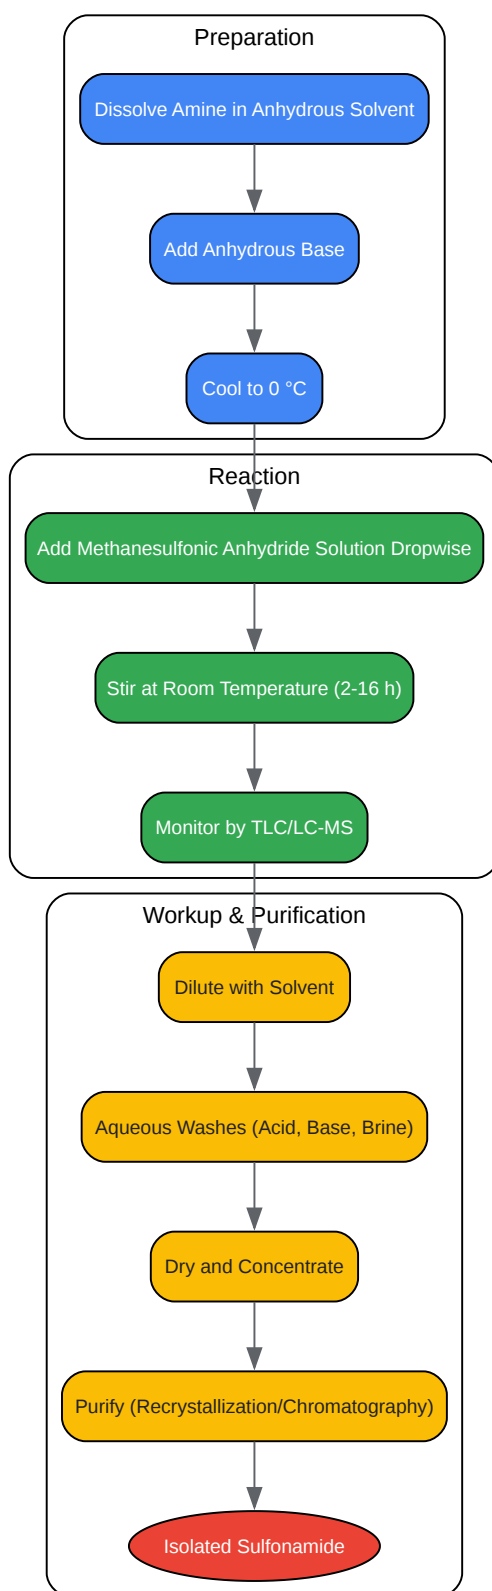 Preparation
Dissolve Amine in Anhydrous Solvent
Add Anhydrous Base
Cool to 0 °C
Reaction
Add Methanesulfonic Anhydride Solution Dropwise
Stir at Room Temperature (2-16 h)
Monitor by TLC/LC-MS
Workup & Purification
Dilute with Solvent
Aqueous Washes (Acid, Base, Brine)
Dry and Concentrate
Purify (Recrystallization/Chromatography)
Isolated Sulfonamide